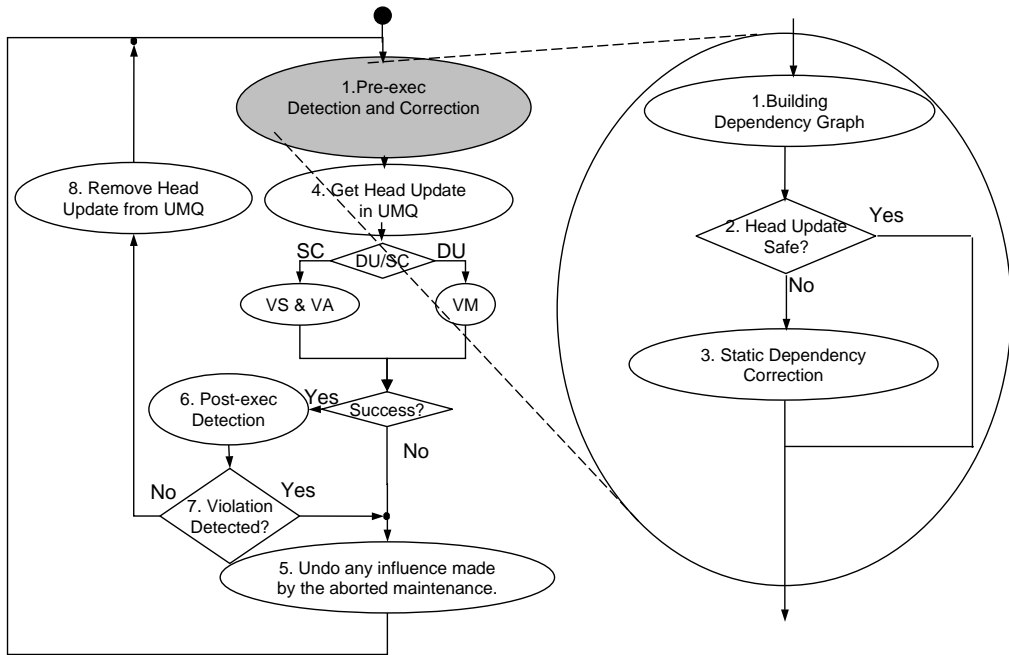 1.Pre-exec
Detection and Correction
4. Get Head Update
in UMQ
SC
DU/SC
DU
VS & VA
VM
Success?
Yes
No
6. Post-exec
Detection
7. Violation
Detected?
No
Yes
5. Undo any influence made
by the aborted maintenance.
8. Remove Head
Update from UMQ
1.Building
Dependency Graph
2. Head Update
Safe?
Yes
No
3. Static Dependency
Correction